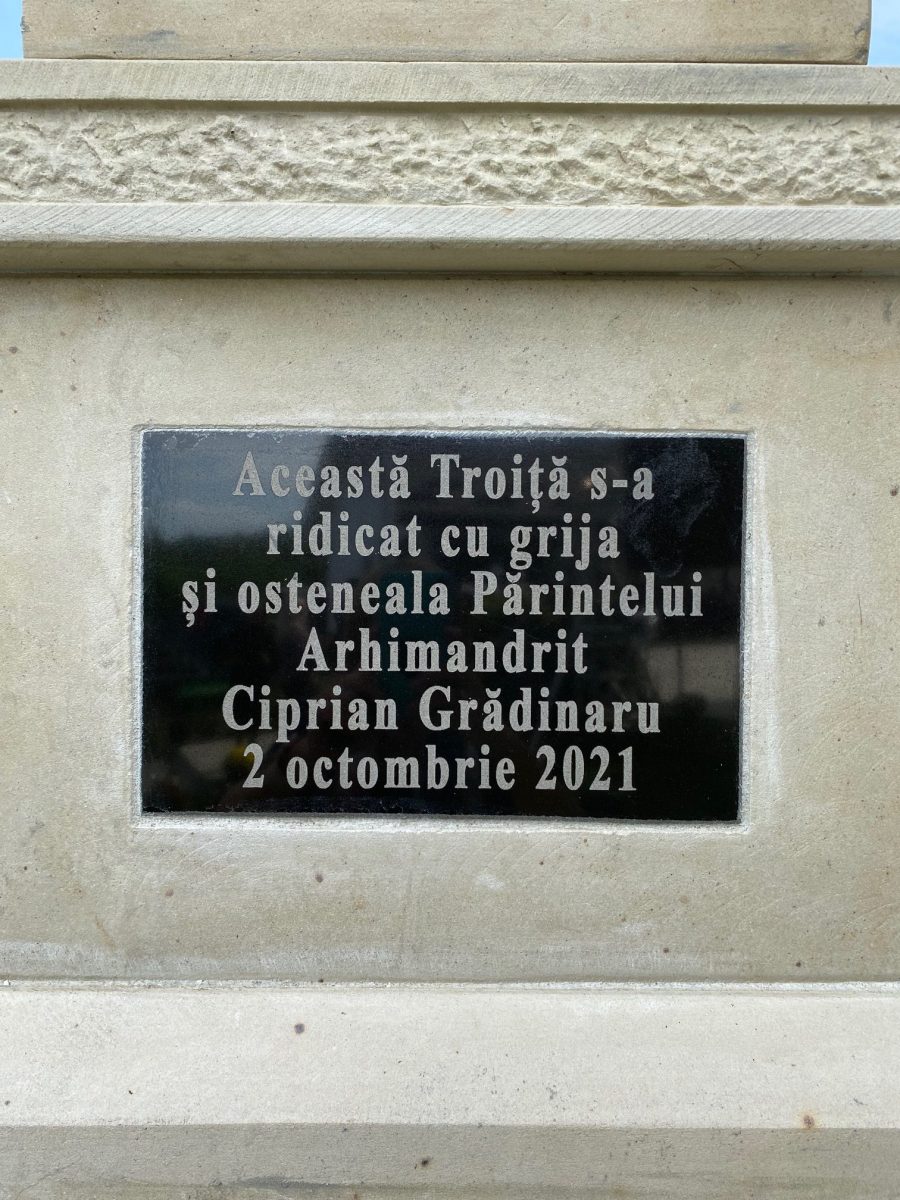 Această Troiță s-a
ridicat cu grija
și osteneala Părintelui
Arhimandrit
Ciprian Grădinaru
2 octombrie 2021